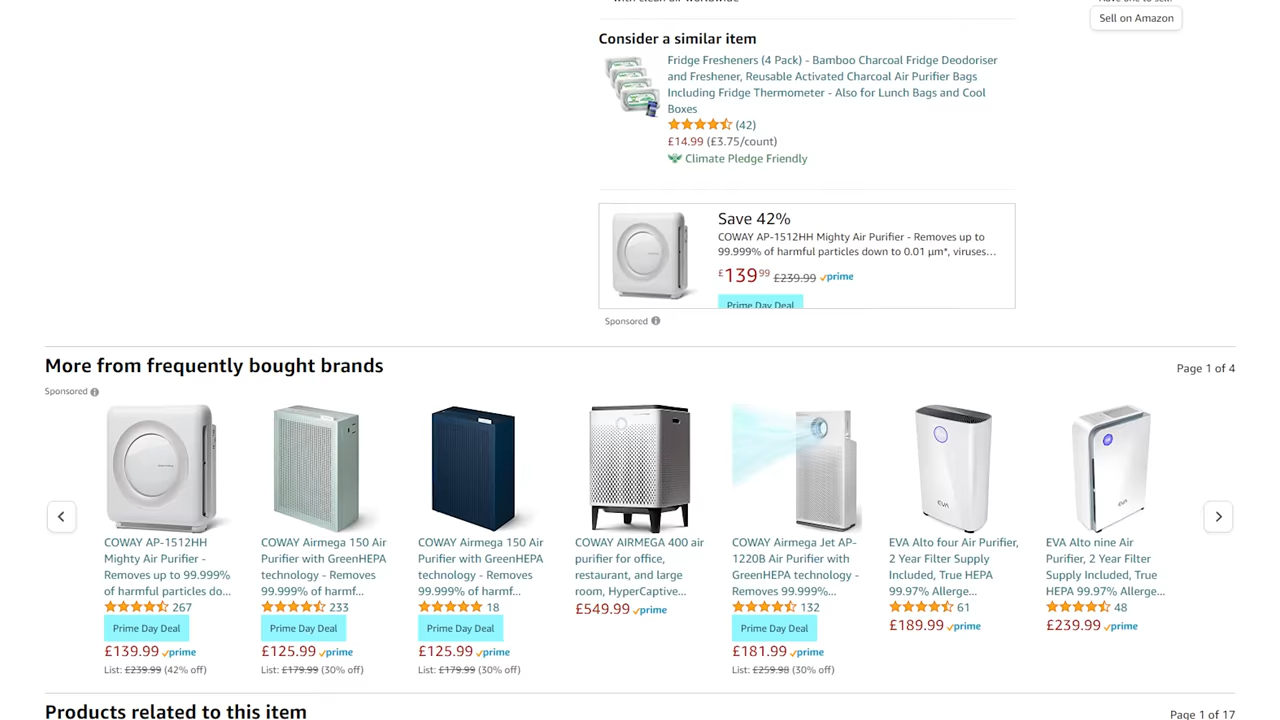 Sell on Amazon
Consider a similar item
Fridge Fresheners (4 Pack) - Bamboo Charcoal Fridge Deodoriser
and Freshener, Reusable Activated Charcoal Air Purifier Bags
Including Fridge Thermometer - Also for Lunch Bags and Cool
Boxes
(42)
£14.99 (£3.75/count)
Climate Pledge Friendly
Save 42%
COWAY AP-1512HH Mighty Air Purifier - Removes up to
99.999% of harmful particles down to 0.01 µm*, viruses…
£139.99 £239.99 prime
Prime Day Deal
Sponsored
More from frequently bought brands
Page 1 of 4
Sponsored
COWAY AP-1512HH
Mighty Air Purifier -
Removes up to 99.999%
of harmful particles do…
267
Prime Day Deal
£139.99 prime
List: £239.99 (42% off)
COWAY Airmega 150 Air
Purifier with GreenHEPA
technology - Removes
99.999% of harmf…
233
Prime Day Deal
£125.99 prime
List: £179.99 (30% off)
COWAY Airmega 150 Air
Purifier with GreenHEPA
technology - Removes
99.999% of harmf…
18
Prime Day Deal
£125.99 prime
List: £179.99 (30% off)
COWAY AIRMEGA 400 air
purifier for office,
restaurant, and large
room, HyperCaptive…
£549.99 prime
COWAY Airmega Jet AP-
1220B Air Purifier with
GreenHEPA technology -
Removes 99.999%…
132
Prime Day Deal
£181.99 prime
List: £259.98 (30% off)
EVA
EVA Alto four Air Purifier,
2 Year Filter Supply
Included, True HEPA
99.97% Allerge…
61
£189.99 prime
EVA
EVA Alto nine Air
Purifier, 2 Year Filter
Supply Included, True
HEPA 99.97% Allerge…
48
£239.99 prime
Products related to this item
Page 1 of 17